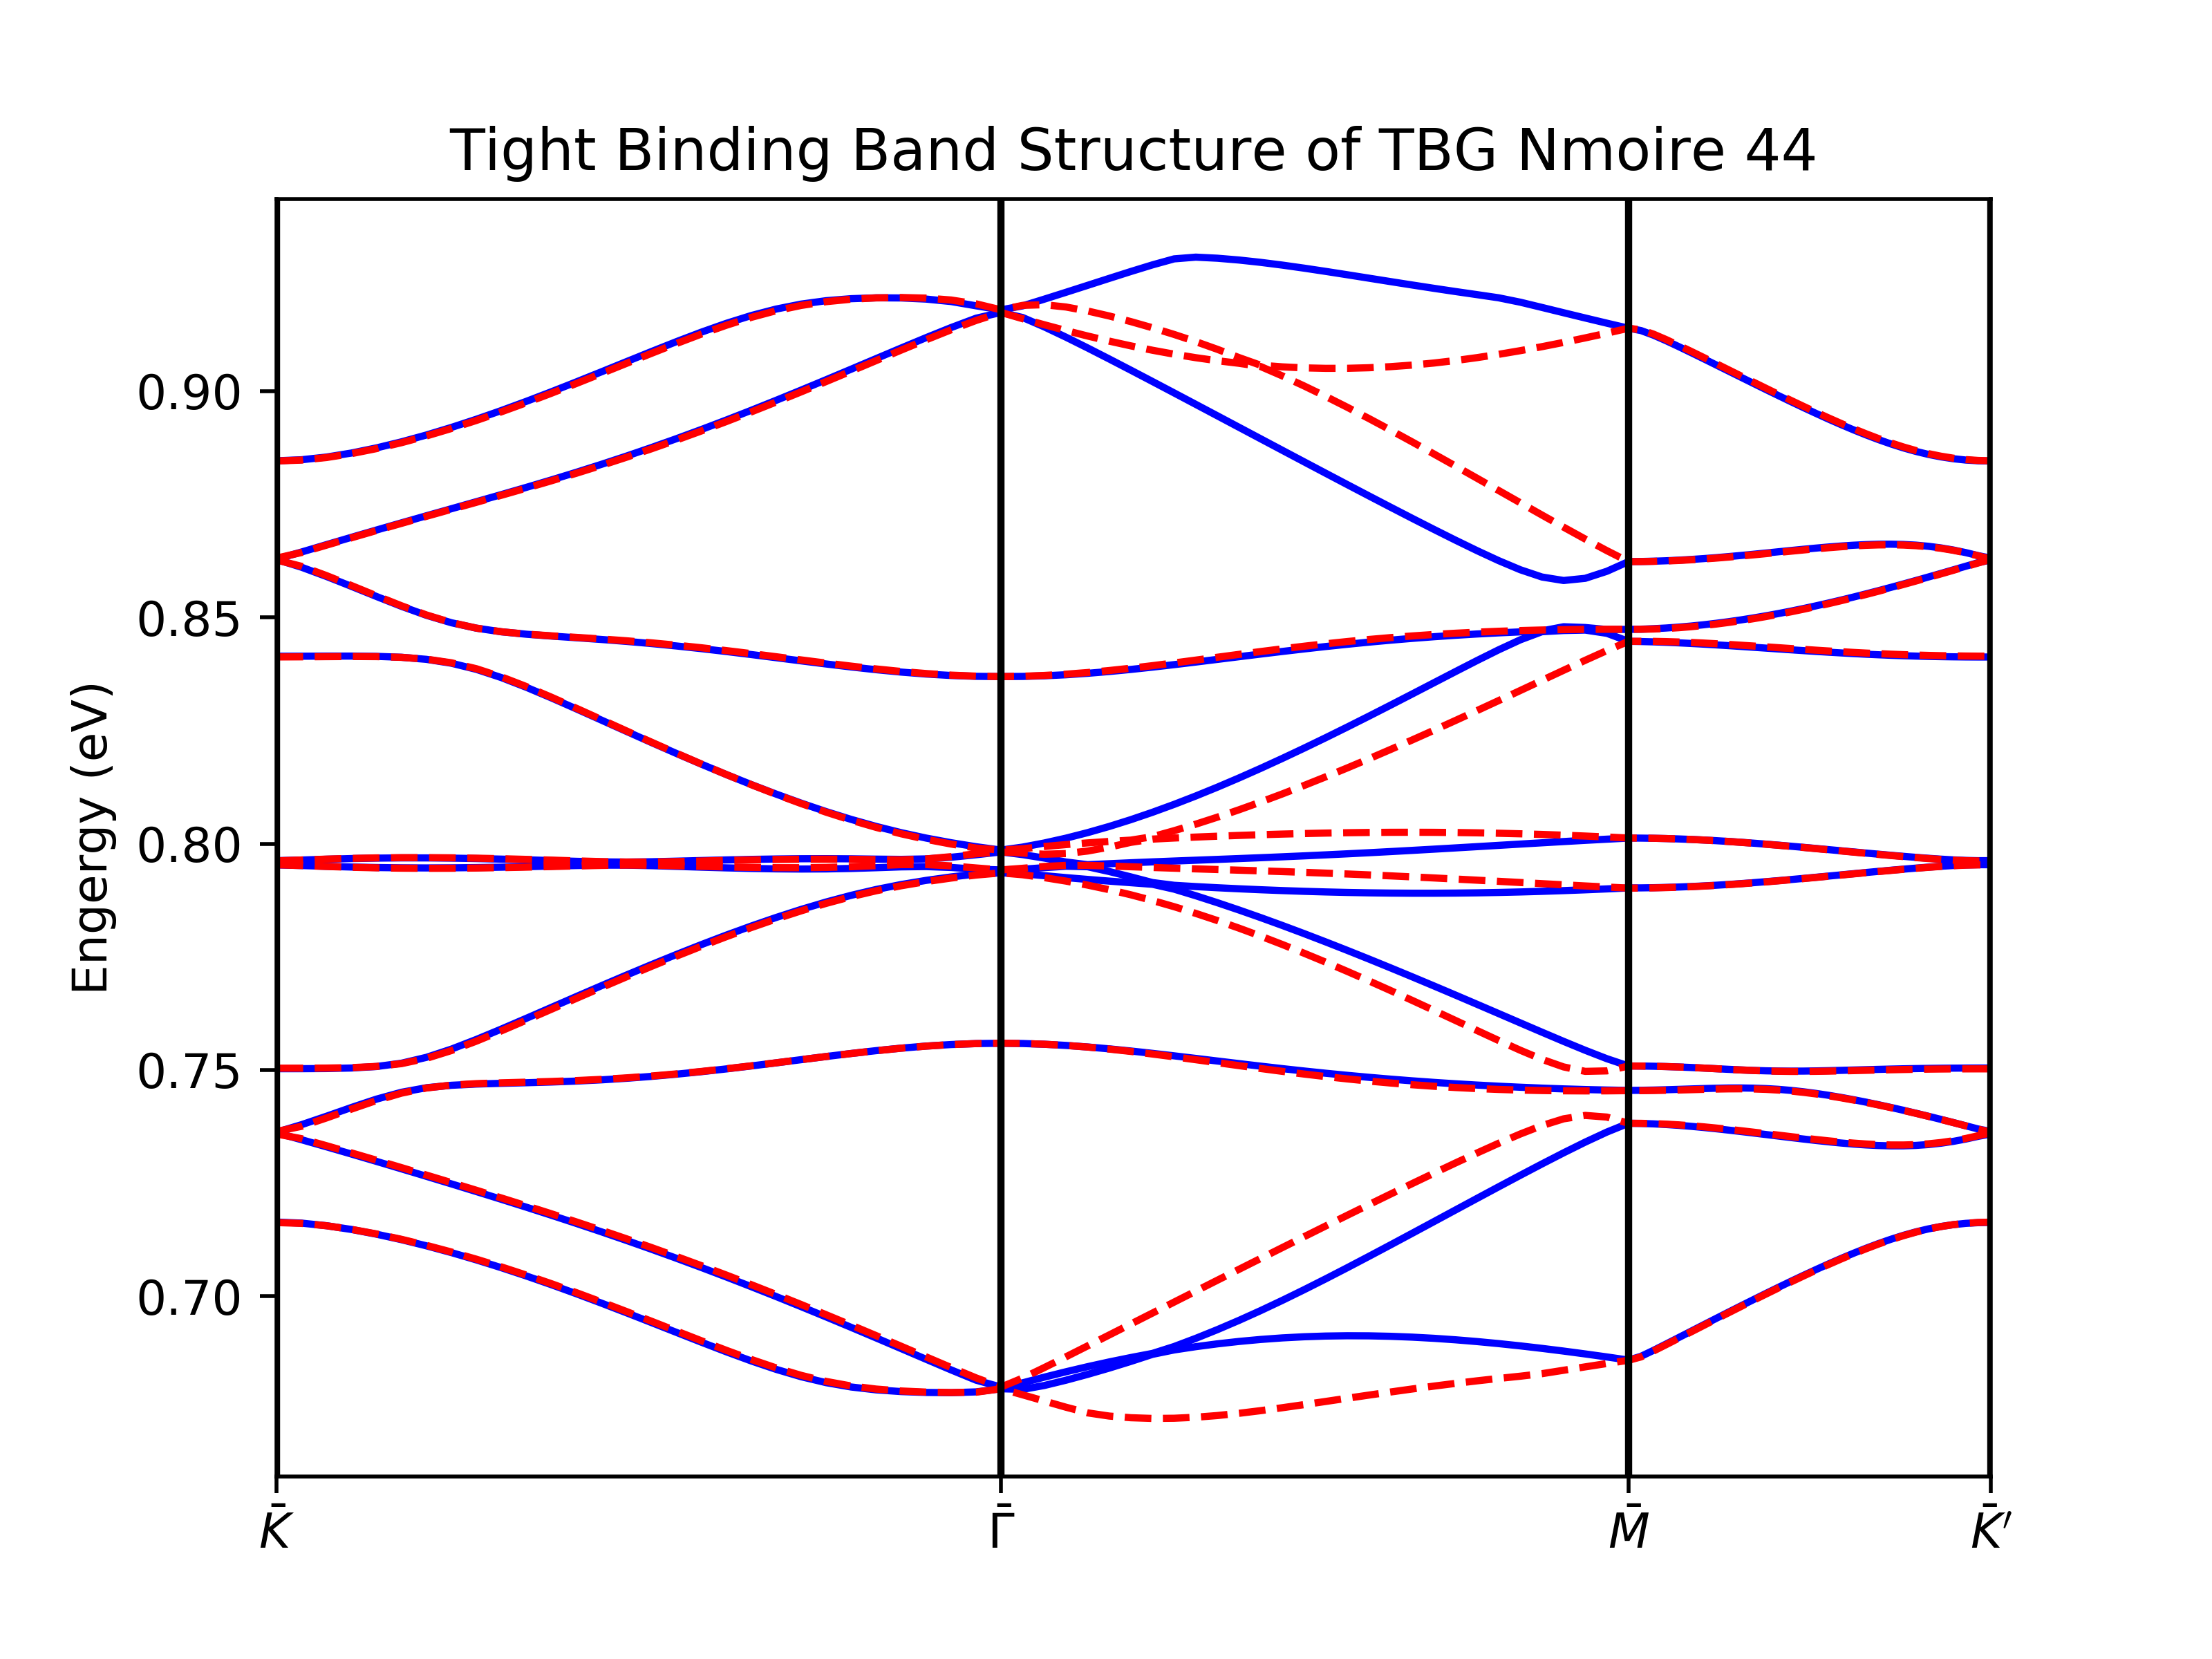 Tight Binding Band Structure of TBG Nmoire 44
Engergy (eV)
0.90
0.85
0.80
0.75
0.70
K̄ Γ̄ M̄ K̄′